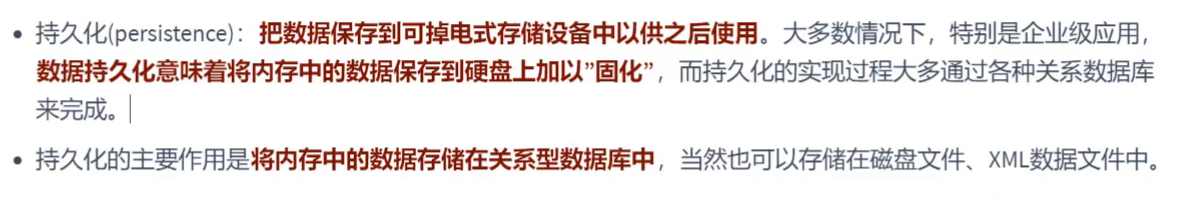 • 持久化(persistence)：把数据保存到可掉电式存储设备中以供之后使用。大多数情况下，特别是企业级应用，
数据持久化意味着将内存中的数据保存到硬盘上加以”固化”，而持久化的实现过程大多通过各种关系数据库
来完成。
• 持久化的主要作用是将内存中的数据存储在关系型数据库中，当然也可以存储在磁盘文件、XML数据文件中。